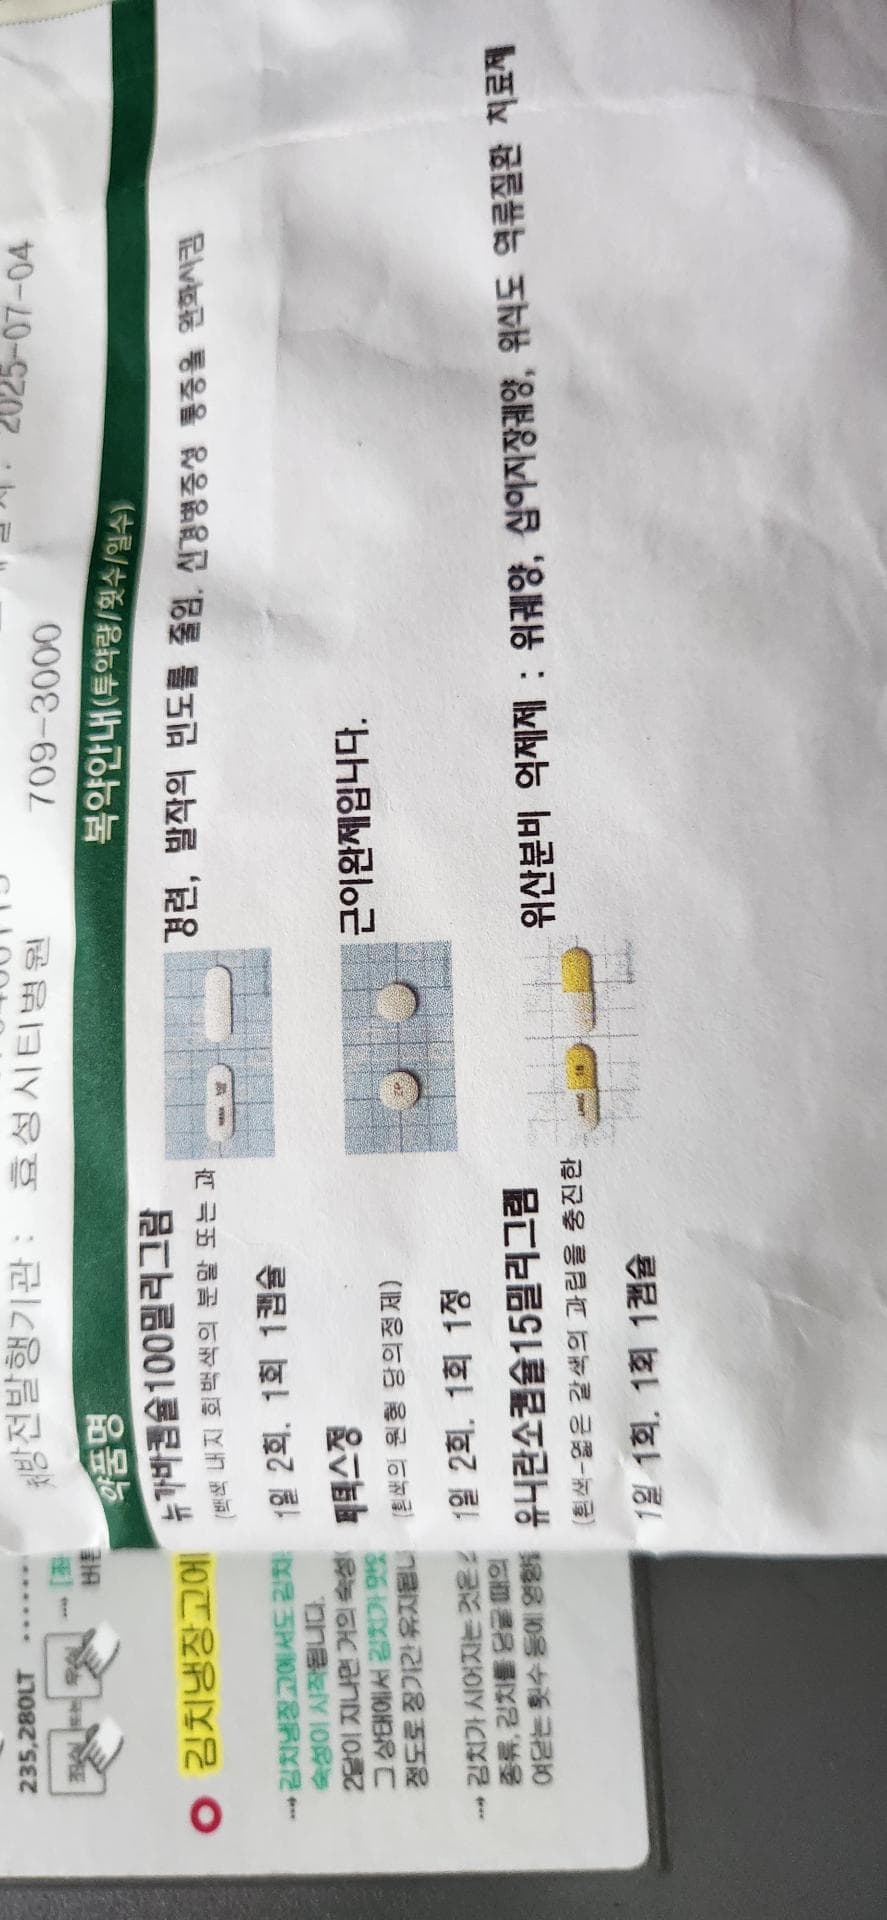 2025-07-04
처방전발행기관 : 효성시티병원 709-3000
약품명 복약안내(투약량/횟수/일수)
뉴가바캡슐100밀리그람 경련, 발작의 빈도를 줄임. 신경병증성 통증을 완화시킴
(백색 내지 회백색의 분말 또는 과
1일 2회. 1회 1캡슐
페텍스정 근이완제입니다.
(흰색의 원형 당의정제)
1일 2회. 1회 1정
유니란소캡슐15밀리그램 위산분비 억제제 : 위궤양, 십이지장궤양, 위식도 역류질환 치료제
(흰색-엷은 갈색의 과립을 충진한
1일 1회. 1회 1캡슐
235,280LT
좌실 또는 우실
버튼
김치냉장고에
김치냉장고에서도 김치
숙성이 시작됩니다.
2달이 지나면 거의 숙성
그 상태에서 김치가 맛있
정도로 장기간 유지됩니
김치가 시어지는 것은
종류, 김치를 담글 때의
여닫는 횟수 등에 영향